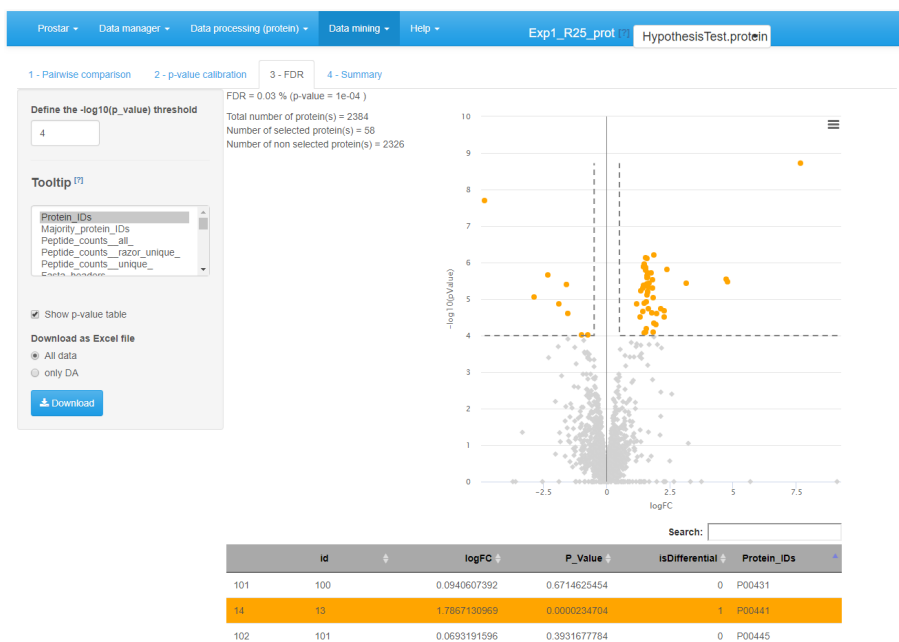 Prostar Data manager Data processing (protein) Data mining Help Exp1_R25_prot [?] HypothesisTest.protein
1 - Pairwise comparison 2 - p-value calibration 3 - FDR 4 - Summary
Define the -log10(p_value) threshold
4
Tooltip [?]
Protein_IDs
Majority_protein_IDs
Peptide_counts__all_
Peptide_counts__razor_unique_
Peptide_counts__unique_
Fasta_headers
Show p-value table
Download as Excel file
All data
only DA
Download
FDR = 0.03 % (p-value = 1e-04 )
Total number of protein(s) = 2384
Number of selected protein(s) = 58
Number of non selected protein(s) = 2326
-log10(pValue)
10
9
8
7
6
5
4
3
2
1
0
-2.5 0 2.5 5 7.5
logFC
Search:
id logFC P_Value isDifferential Protein_IDs
101 100 0.0940607392 0.6714625454 0 P00431
14 13 1.7867130969 0.0000234704 1 P00441
102 101 0.0693191596 0.3931677784 0 P00445